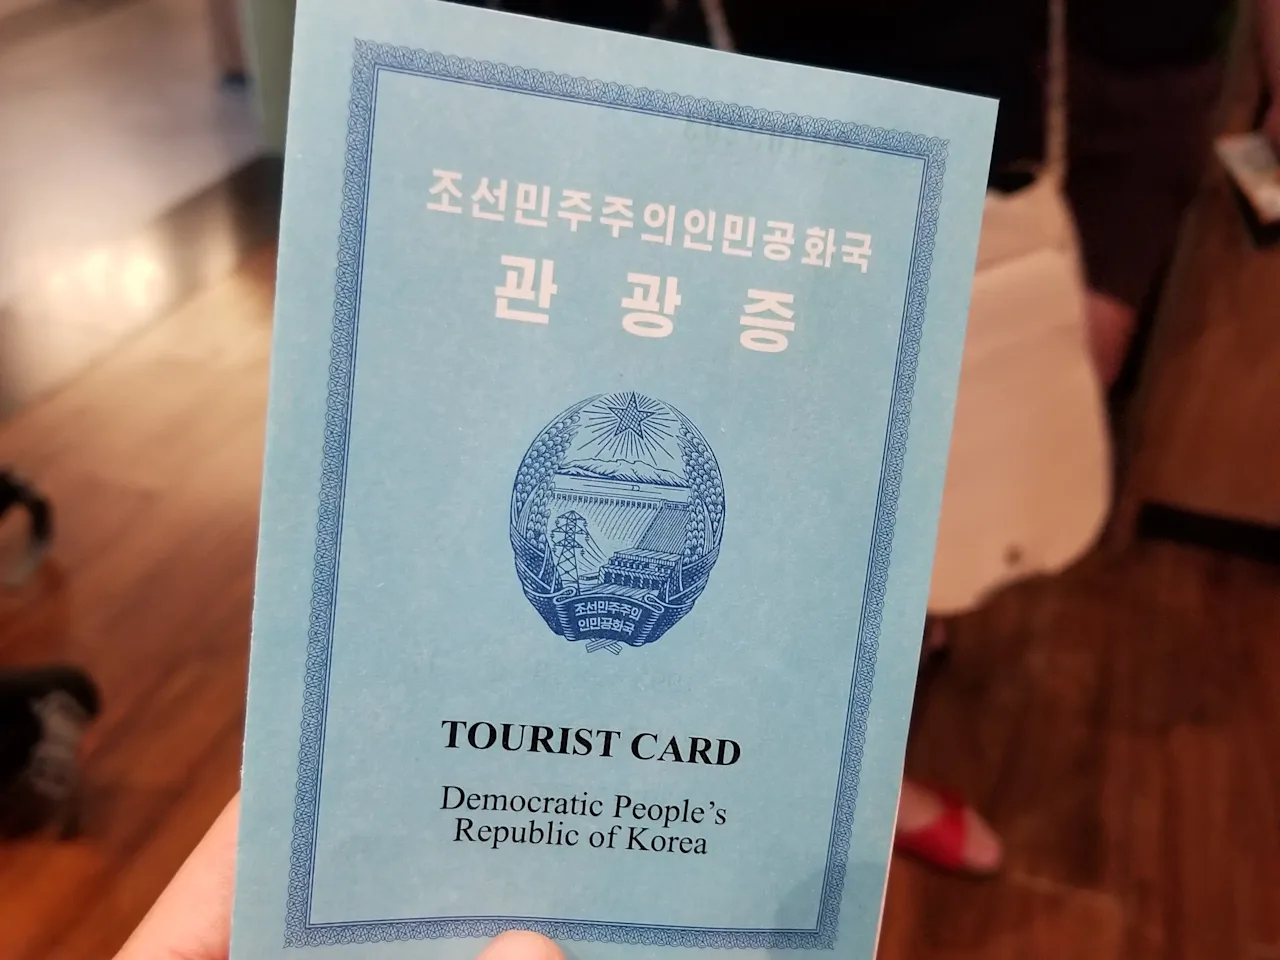 조선민주주의인민공화국
관 광 증
조선민주주의
인민공화국
TOURIST CARD
Democratic People's
Republic of Korea